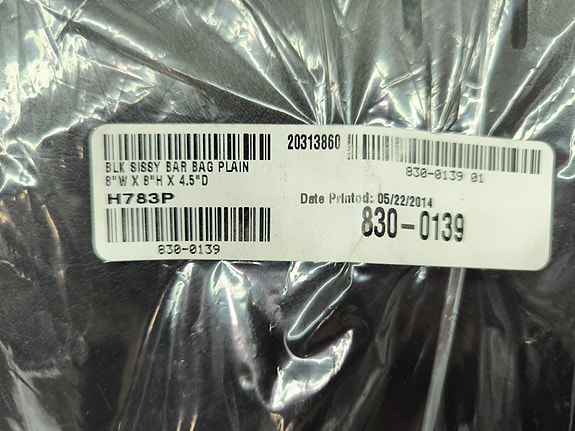 20313860
BLK SISSY BAR BAG PLAIN
8"W X 8"H X 4.5"D
830-0139 01
H783P
Date Printed: 05/22/2014
830-0139
830-0139